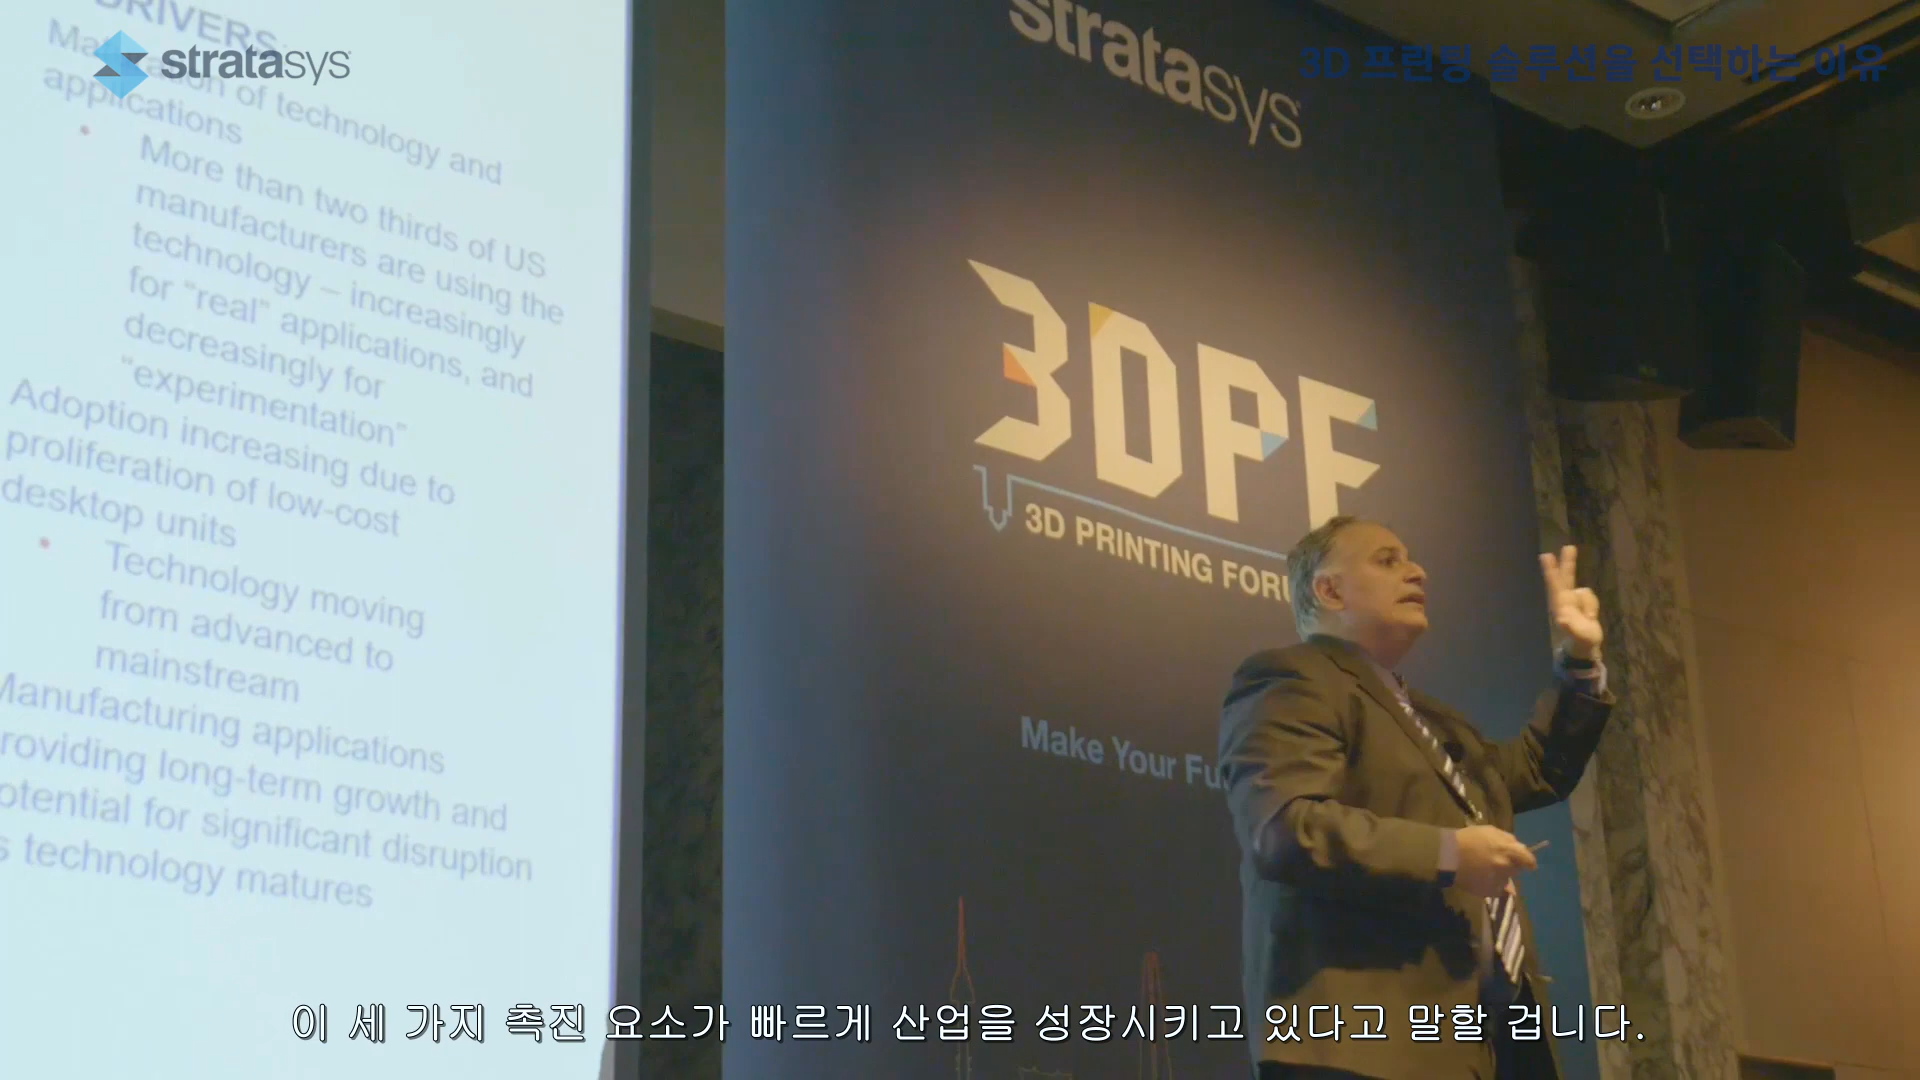 DRIVERS
of technology and
applications
• More than two thirds of US
manufacturers are using the
technology – increasingly
for “real” applications, and
decreasingly for
“experimentation”
Adoption increasing due to
proliferation of low-cost
desktop units
• Technology moving
from advanced to
mainstream
Manufacturing applications
roviding long-term growth and
otential for significant disruption
s technology matures
stratasys
3D 프린팅 솔루션을 선택하는 이유
stratasys
3DPF
3D PRINTING FORU
Make Your Fu
이 세 가지 촉진 요소가 빠르게 산업을 성장시키고 있다고 말할 겁니다.